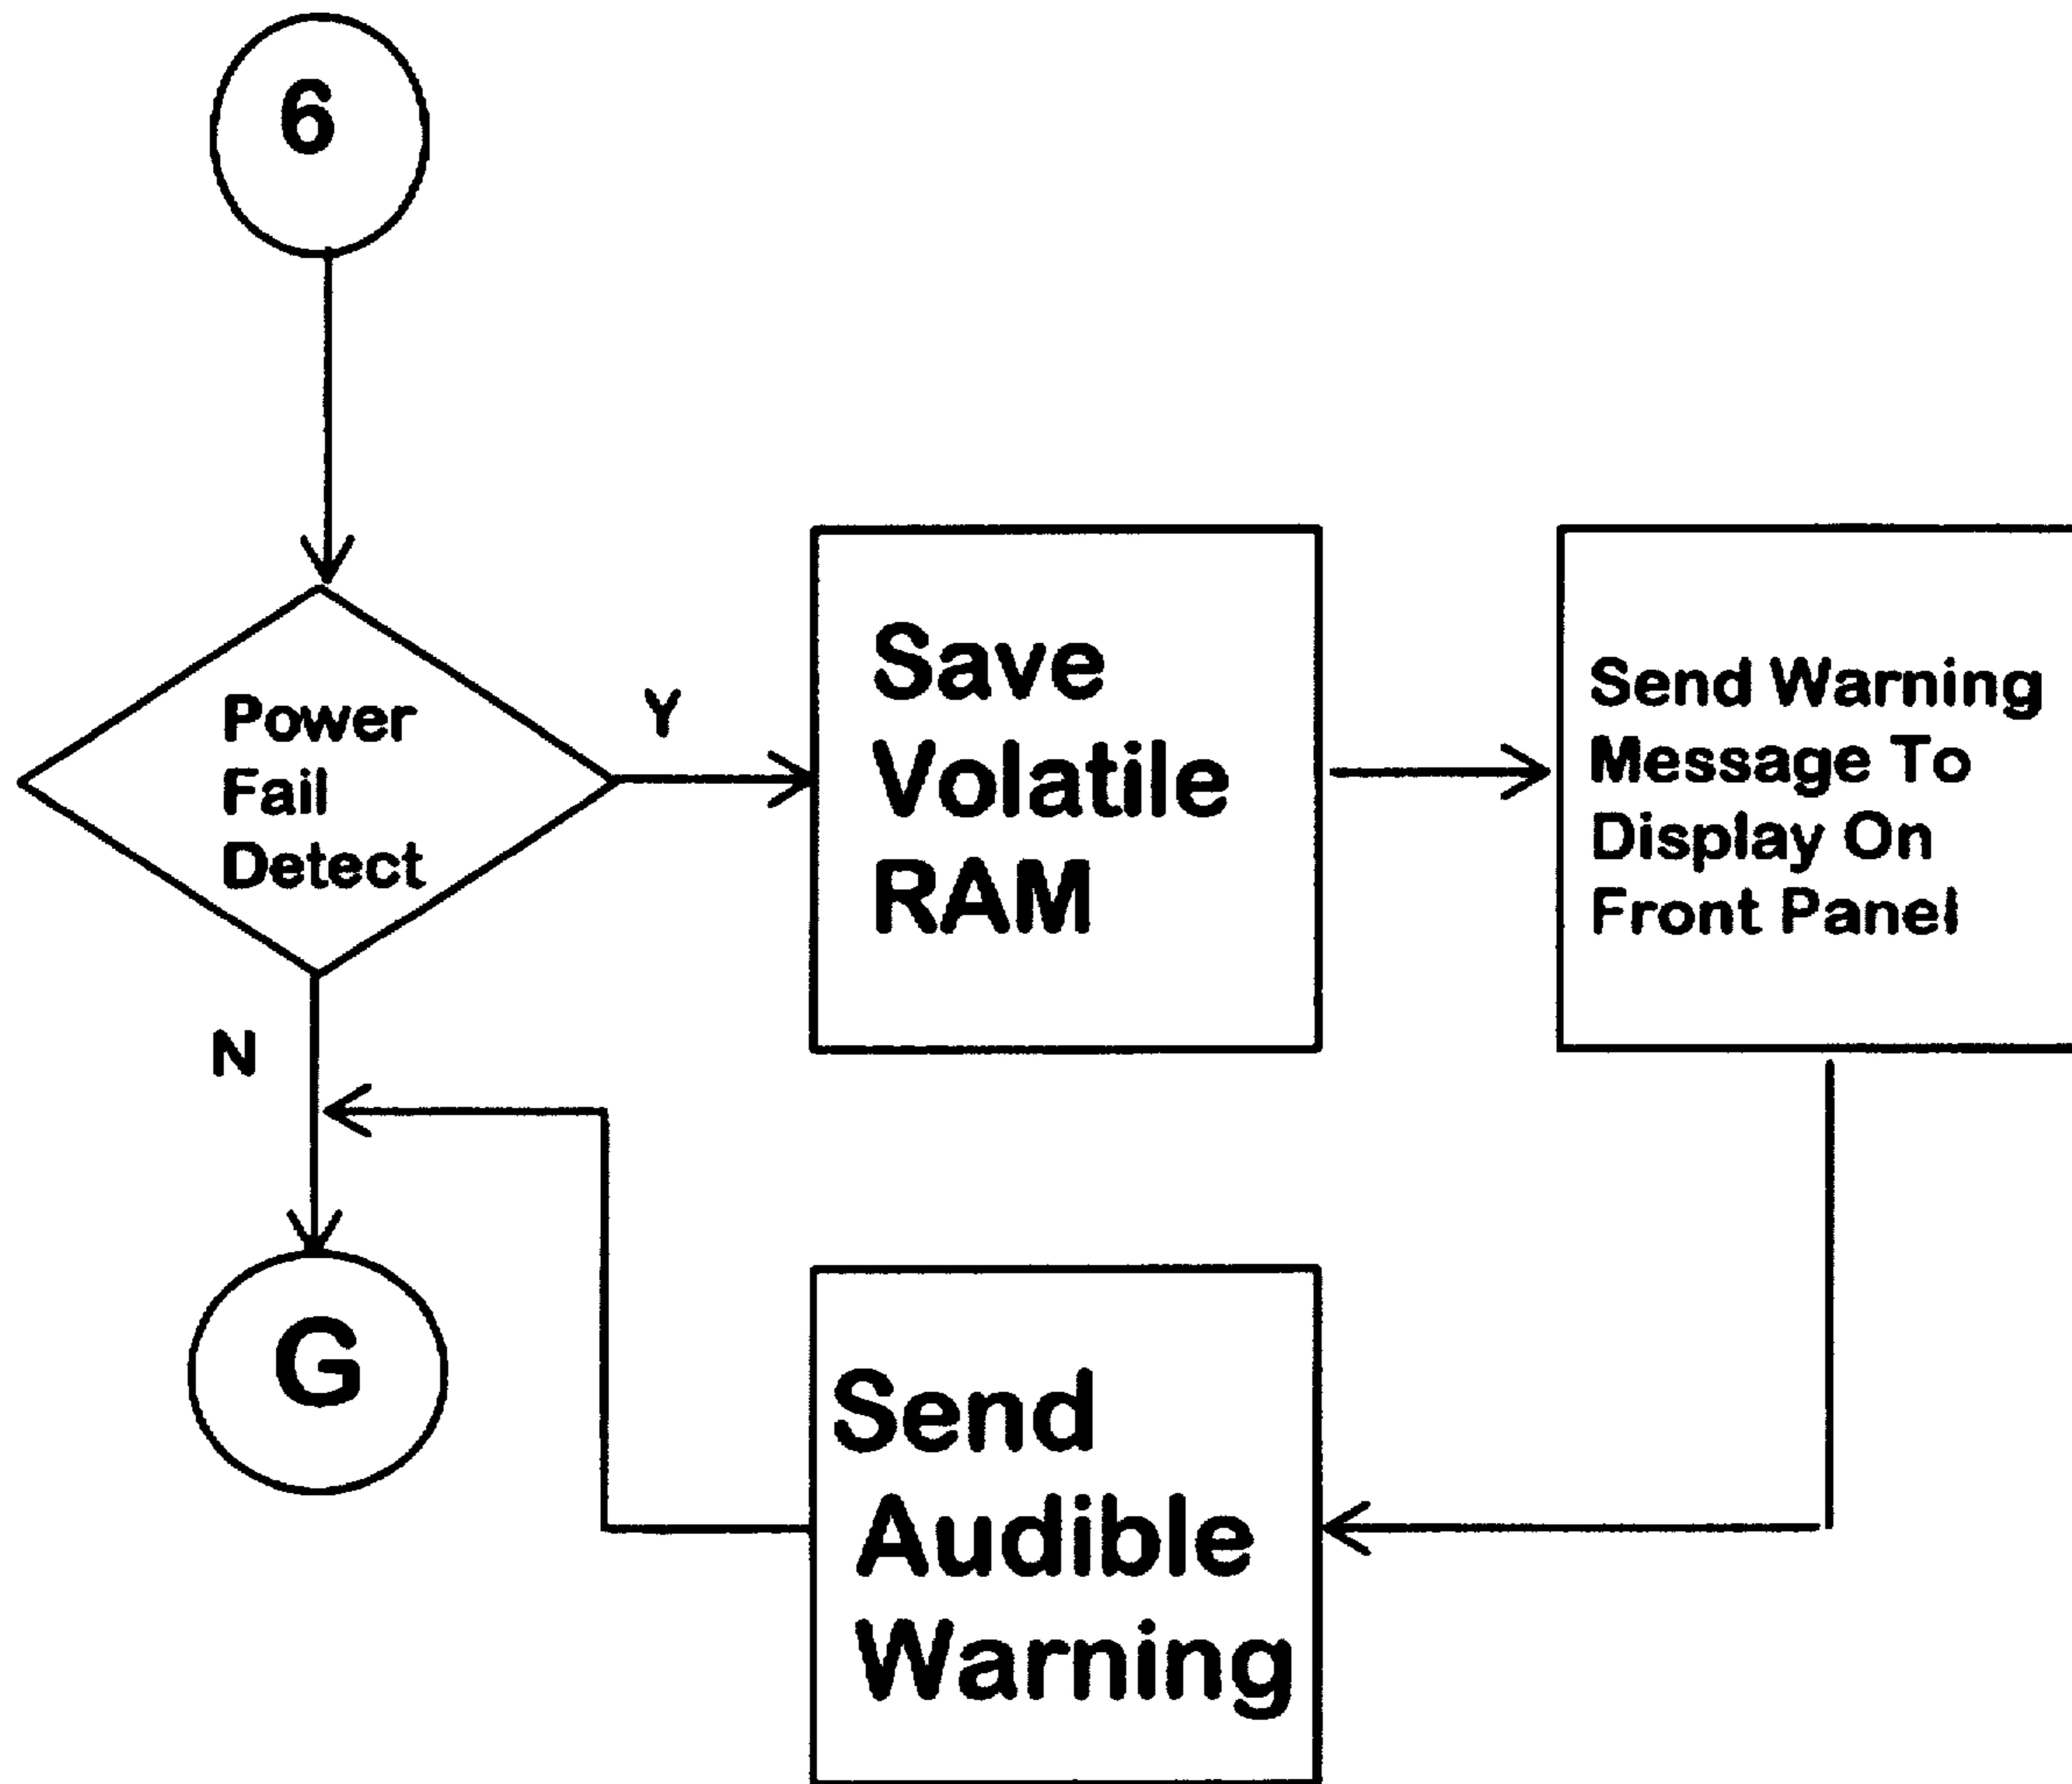 6
Power
Fail
Detect
Y
Save
Volatile
RAM
Send Warning
Message To
Display On
Front Panel
N
G
Send
Audible
Warning